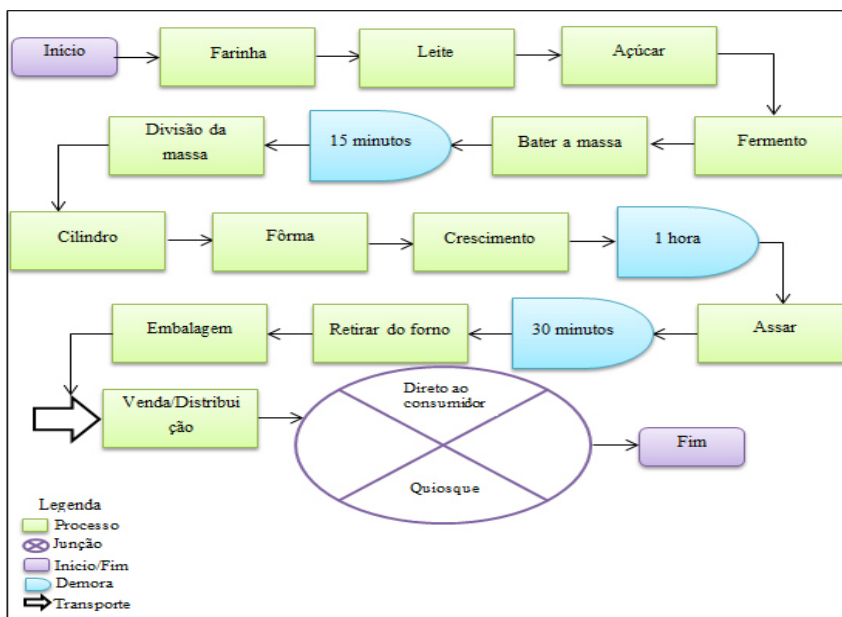 Inicio
Farinha
Leite
Açúcar
Fermento
Bater a massa
15 minutos
Divisão da
massa
Cilindro
Fôrma
Crescimento
1 hora
Assar
30 minutos
Retirar do forno
Embalagem
Venda/Distribui
ção
Direto ao
consumidor
Quiosque
Fim
Legenda
Processo
Junção
Inicio/Fim
Demora
Transporte